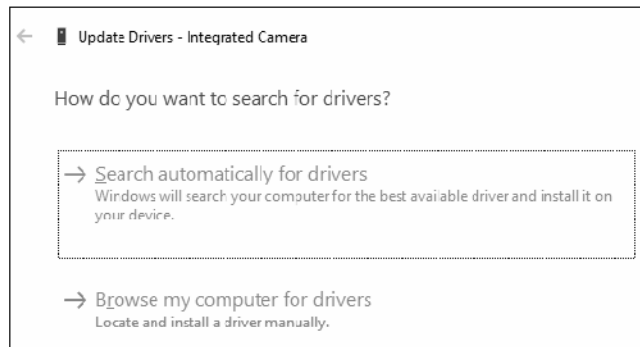 Update Drivers - Integrated Camera
How do you want to search for drivers?
Search automatically for drivers
Windows will search your computer for the best available driver and install it on
your device.
Browse my computer for drivers
Locate and install a driver manually.